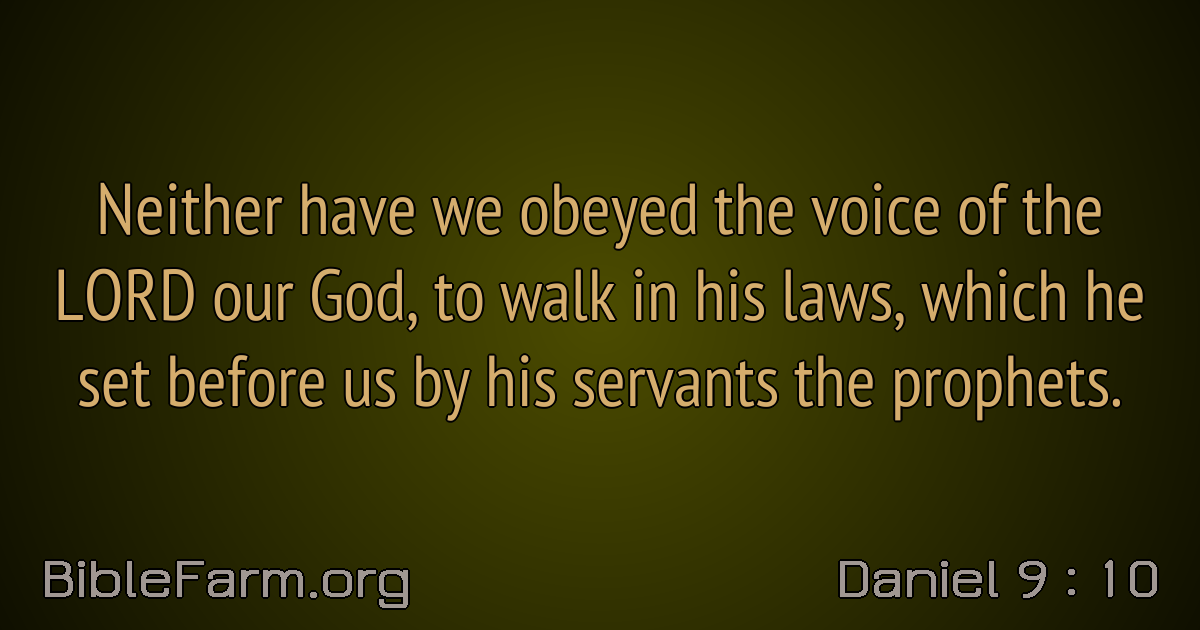 Neither have we obeyed the voice of the
LORD our God, to walk in his laws, which he
set before us by his servants the prophets.
BibleFarm.org
Daniel 9 : 10